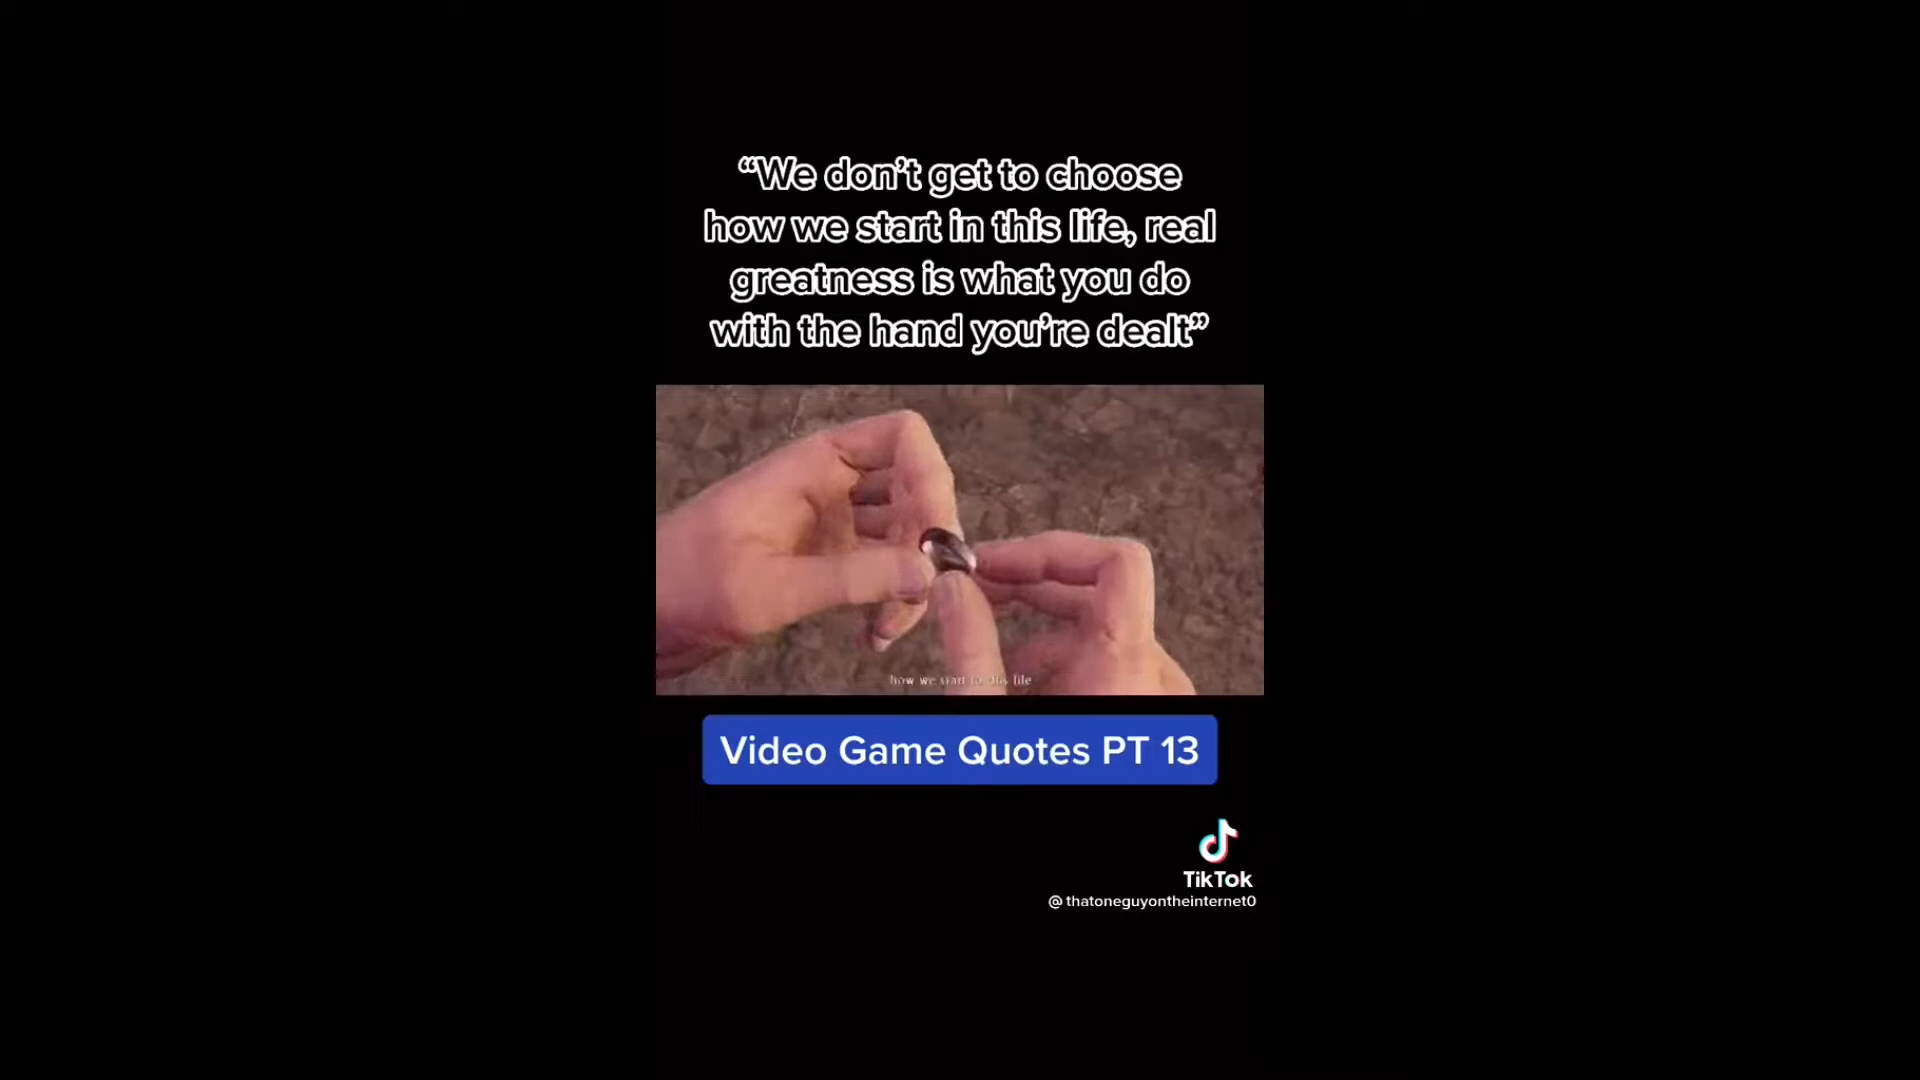 “We don’t get to choose
how we start in this life, real
greatness is what you do
with the hand you’re dealt”
how we start in this life
Video Game Quotes PT 13
TikTok
@ thatoneguyontheinternet0